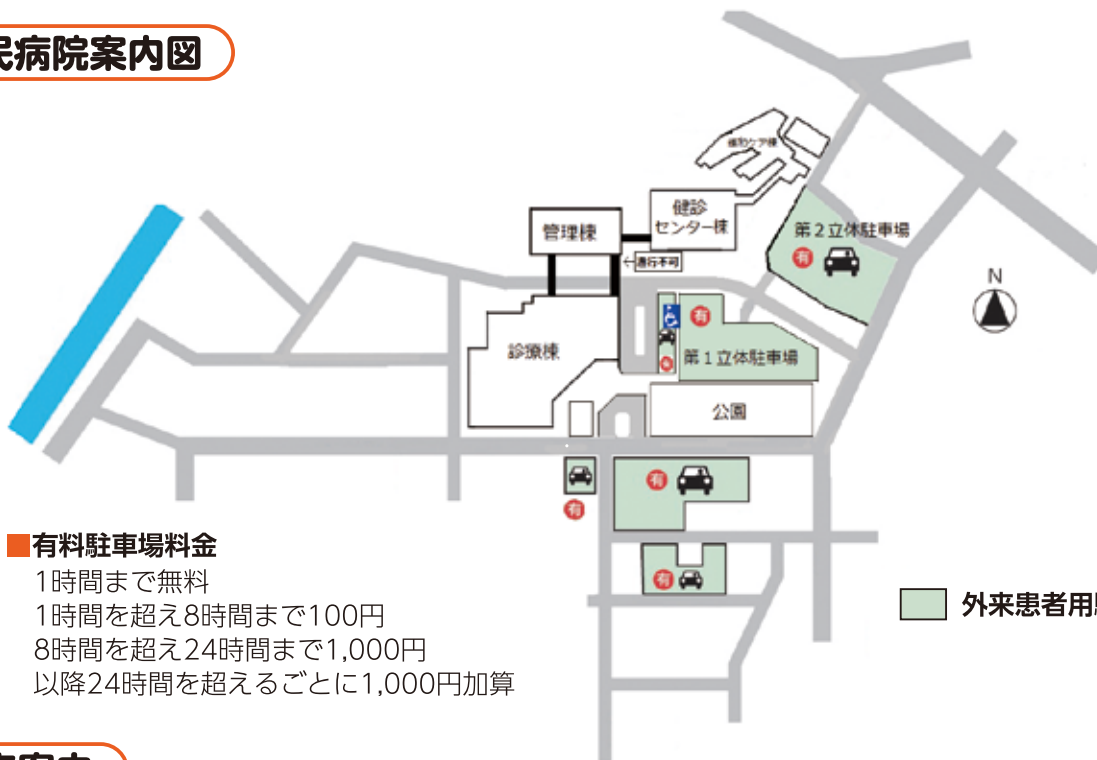 民病院案内図
緩和ケア棟
健診
センター棟
管理棟
←通行不可
第2立体駐車場
有
N
診療棟
有
第1立体駐車場
有
公園
有
有
有
■有料駐車場料金
1時間まで無料
1時間を超え8時間まで100円
8時間を超え24時間まで1,000円
以降24時間を超えるごとに1,000円加算
外来患者用